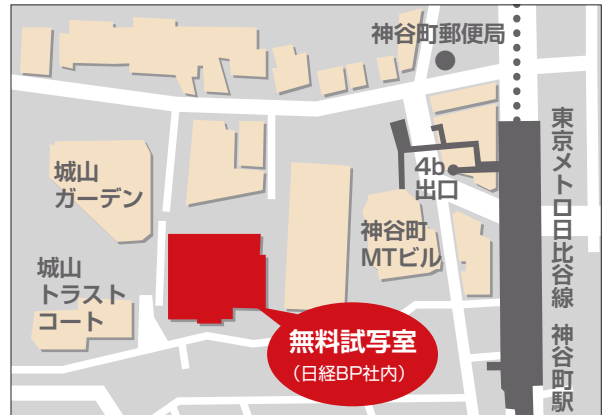 神谷町郵便局
東京メトロ日比谷線 神谷町駅
4b
出口
城山
ガーデン
神谷町
MTビル
城山
トラスト
コート
無料試写室
(日経BP社内)